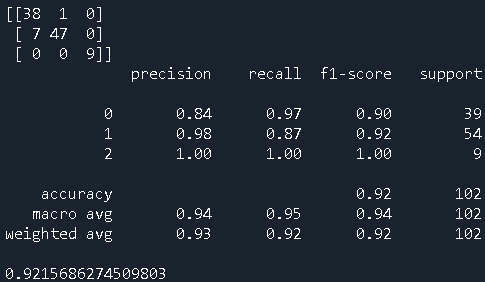 [[38  1  0]
 [ 7 47  0]
 [ 0  0  9]]
              precision    recall  f1-score   support

           0       0.84      0.97      0.90        39
           1       0.98      0.87      0.92        54
           2       1.00      1.00      1.00         9

    accuracy                           0.92       102
   macro avg       0.94      0.95      0.94       102
weighted avg       0.93      0.92      0.92       102

0.9215686274509803